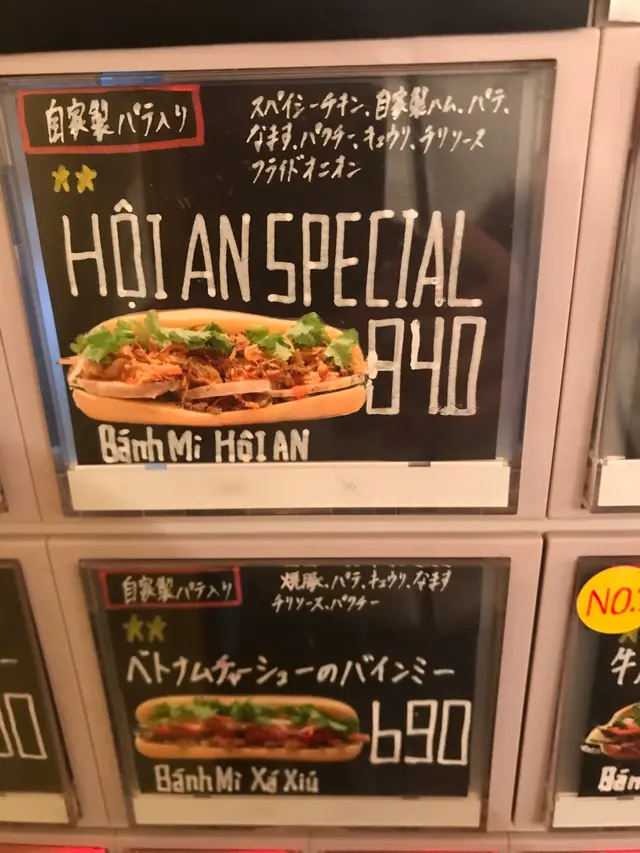 自家製パテ入り
スパイシーチキン、自家製ハム、パテ、
なます、パクチー、キュウリ、チリソース
フライドオニオン
HỘI AN SPECIAL
840
Bánh Mì HỘI AN
自家製パテ入り
焼豚、パテ、キュウリ、なます
チリソース、パクチー
ベトナムチャーシューのバインミー
690
Bánh Mì Xá Xiú
NO.
牛
Bán